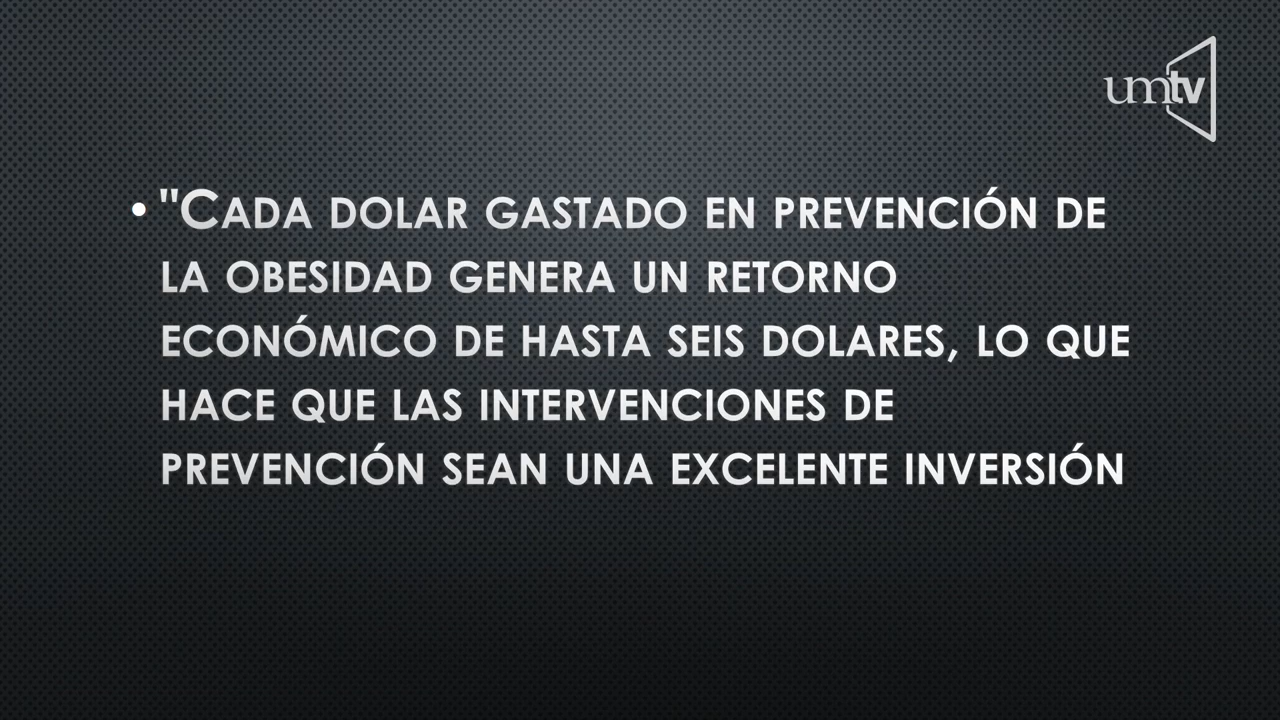 umtv
• "CADA DOLAR GASTADO EN PREVENCIÓN DE
LA OBESIDAD GENERA UN RETORNO
ECONÓMICO DE HASTA SEIS DOLARES, LO QUE
HACE QUE LAS INTERVENCIONES DE
PREVENCIÓN SEAN UNA EXCELENTE INVERSIÓN